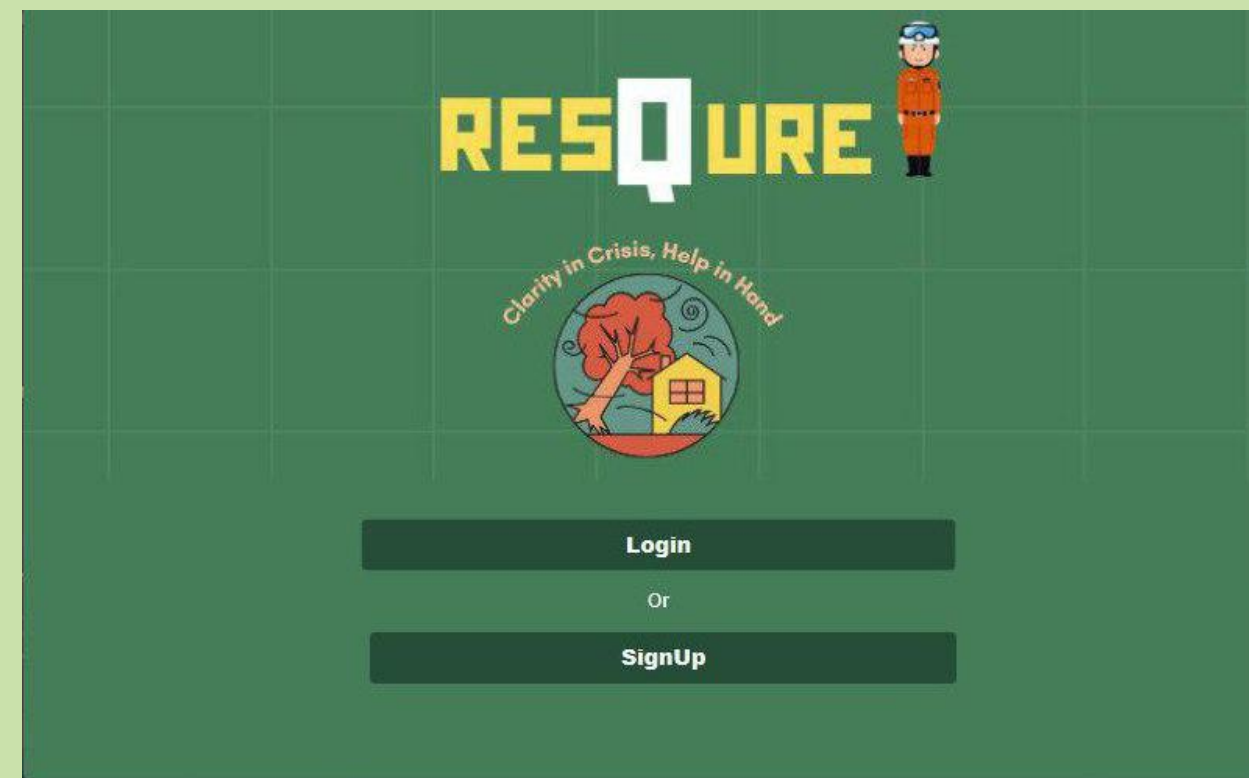 RESQURE
Clarity in Crisis, Help in Hand
Login
Or
SignUp